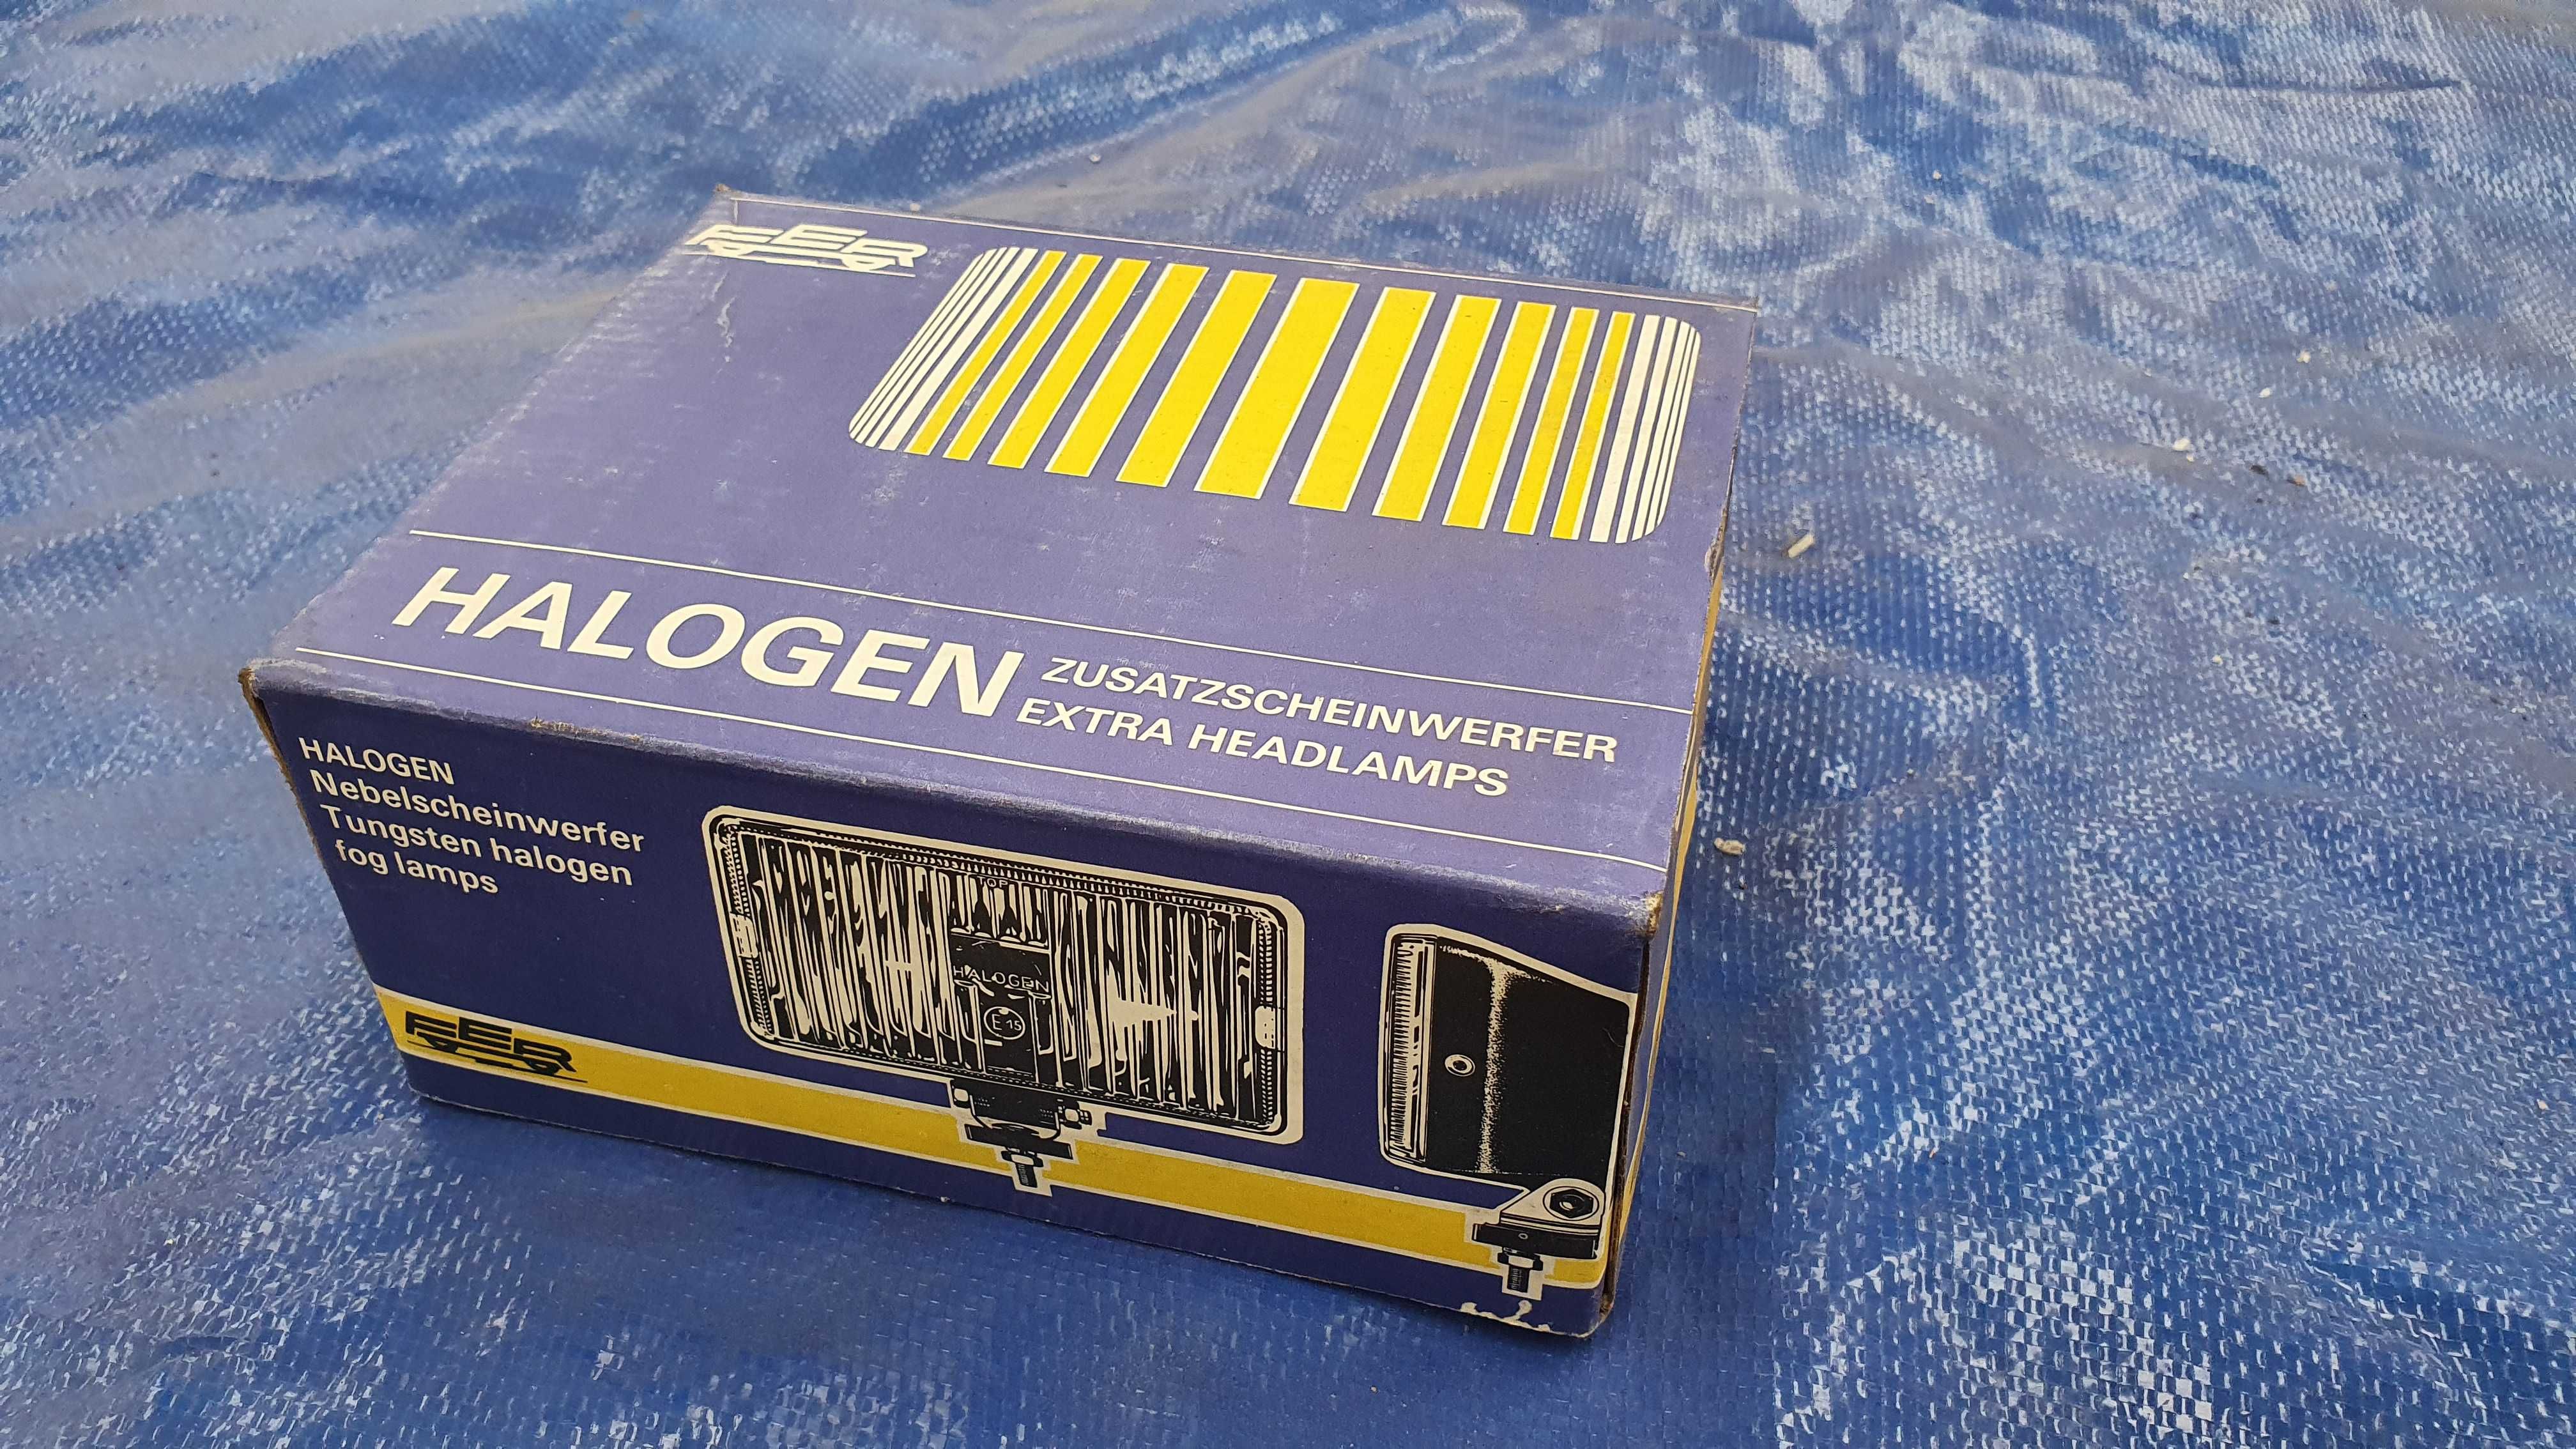 FER
HALOGEN
ZUSATZSCHEINWERFER
EXTRA HEADLAMPS
HALOGEN
Nebelscheinwerfer
Tungsten halogen
fog lamps
TOP
HALOGEN
E 15
FER